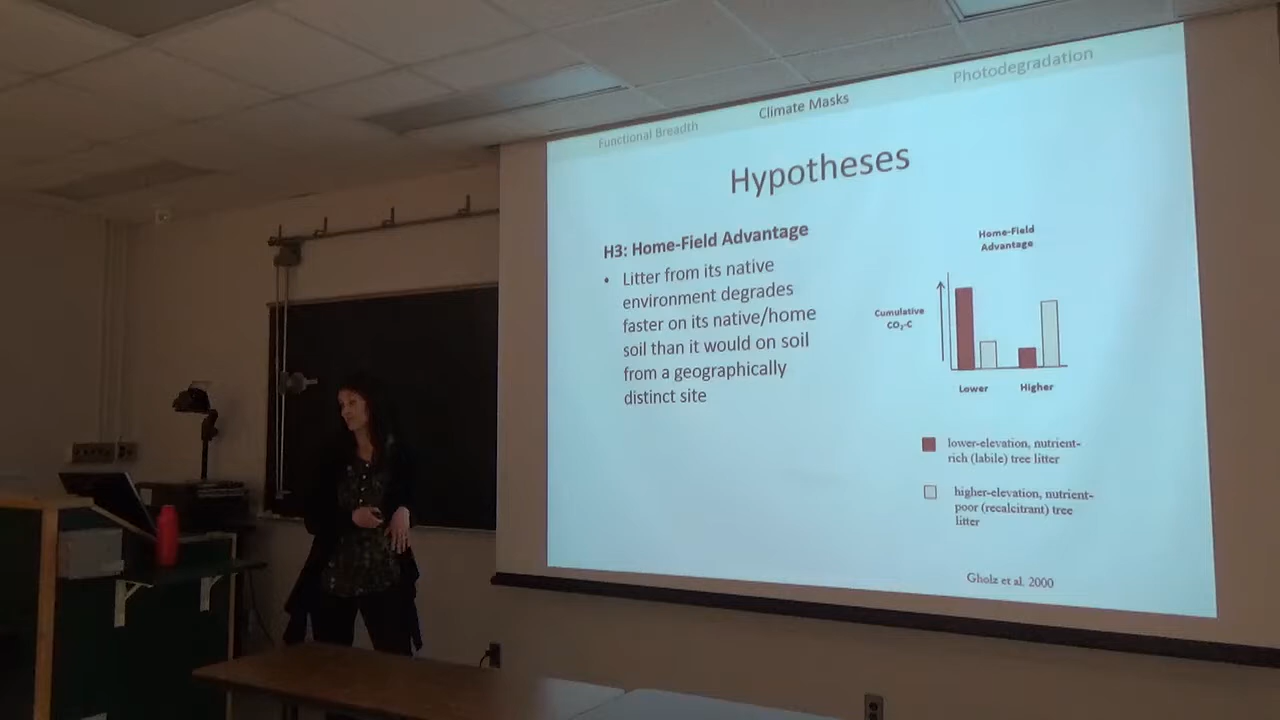 Functional Breadth
Climate Masks
Photodegradation
Hypotheses
H3: Home-Field Advantage
• Litter from its native
environment degrades
faster on its native/home
soil than it would on soil
from a geographically
distinct site
Home-Field
Advantage
Cumulative
CO₂-C
Lower
Higher
lower-elevation, nutrient-
rich (labile) tree litter
higher-elevation, nutrient-
poor (recalcitrant) tree
litter
Gholz et al. 2000